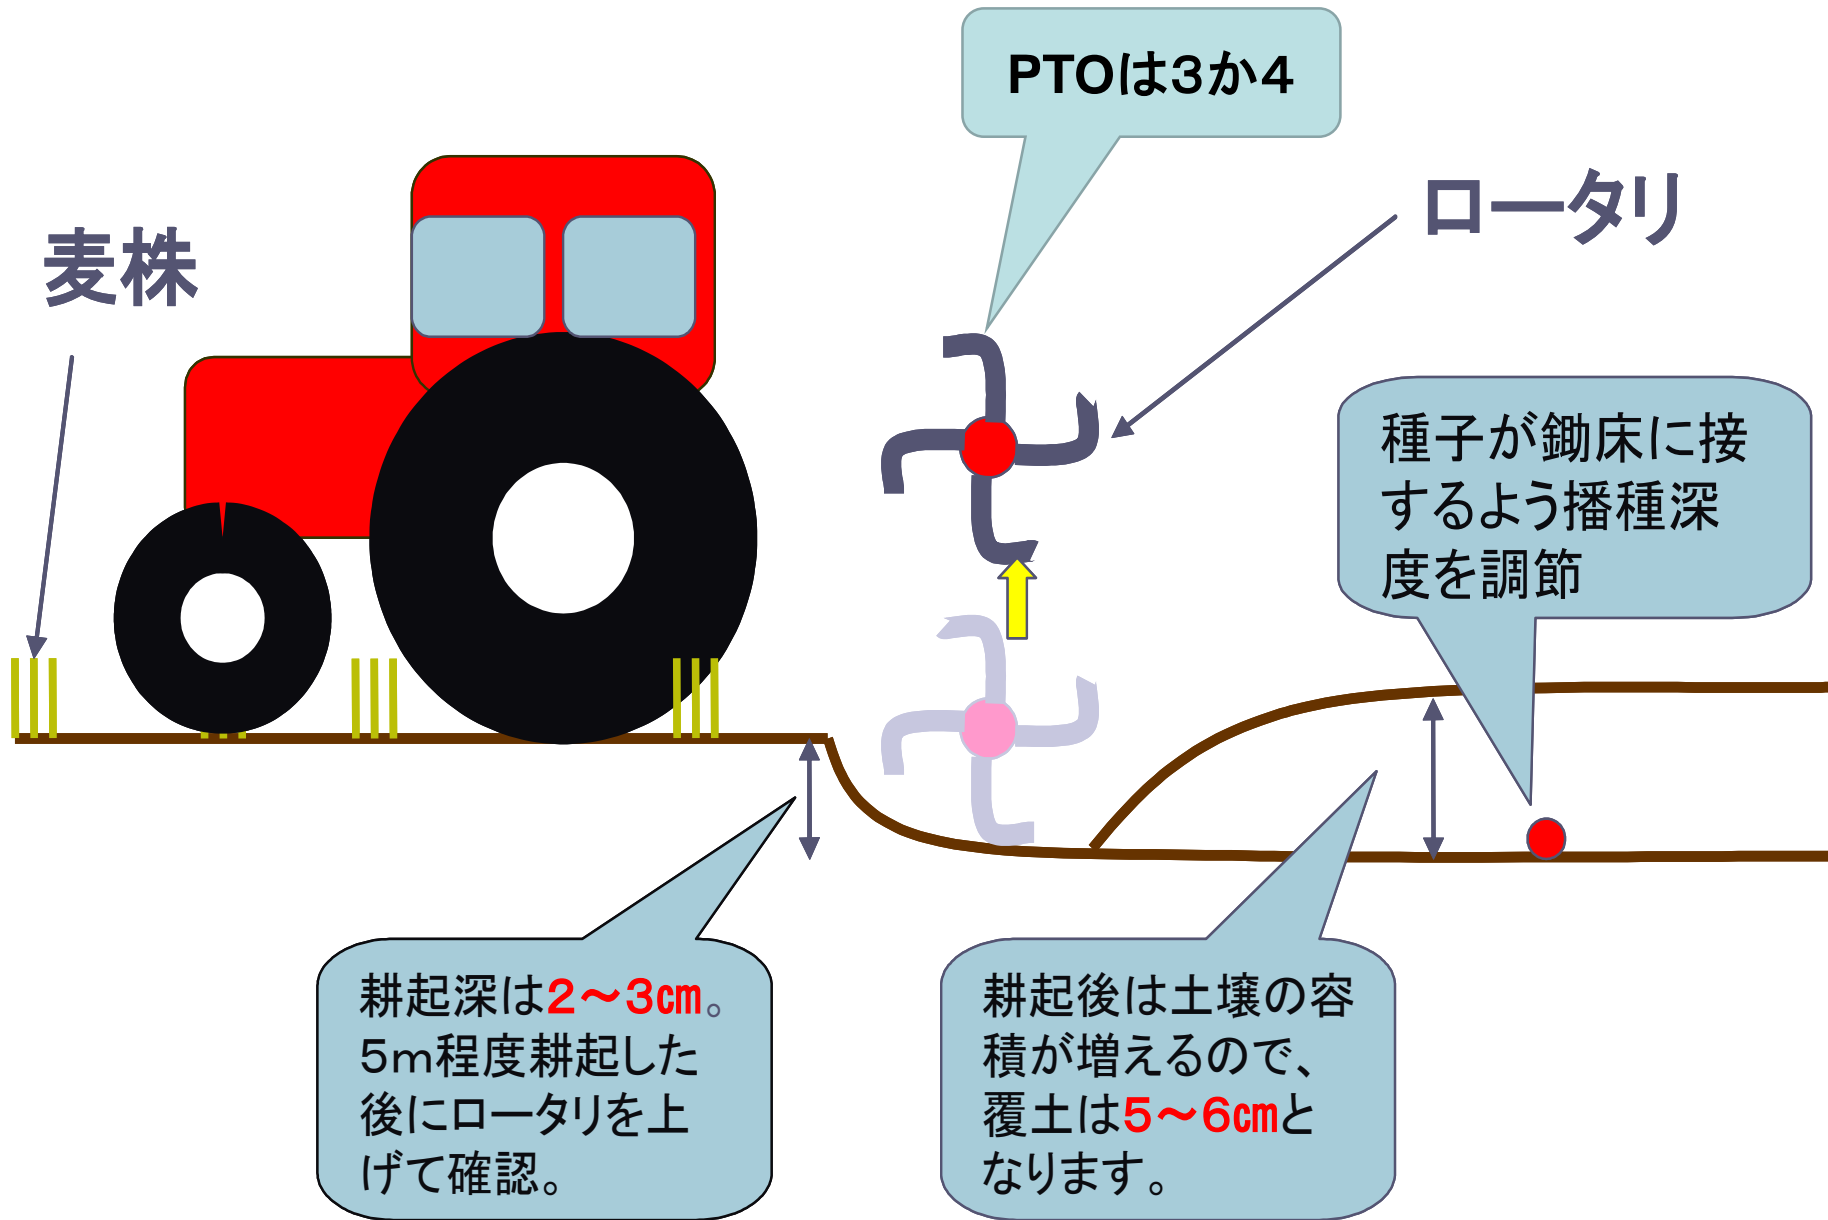 PTOは３か４
ロータリ
麦株
種子が鋤床に接
するよう播種深
度を調節
耕起深は２～３㎝。
５ｍ程度耕起した
後にロータリを上
げて確認。
耕起後は土壌の容
積が増えるので、
覆土は５～６㎝と
なります。